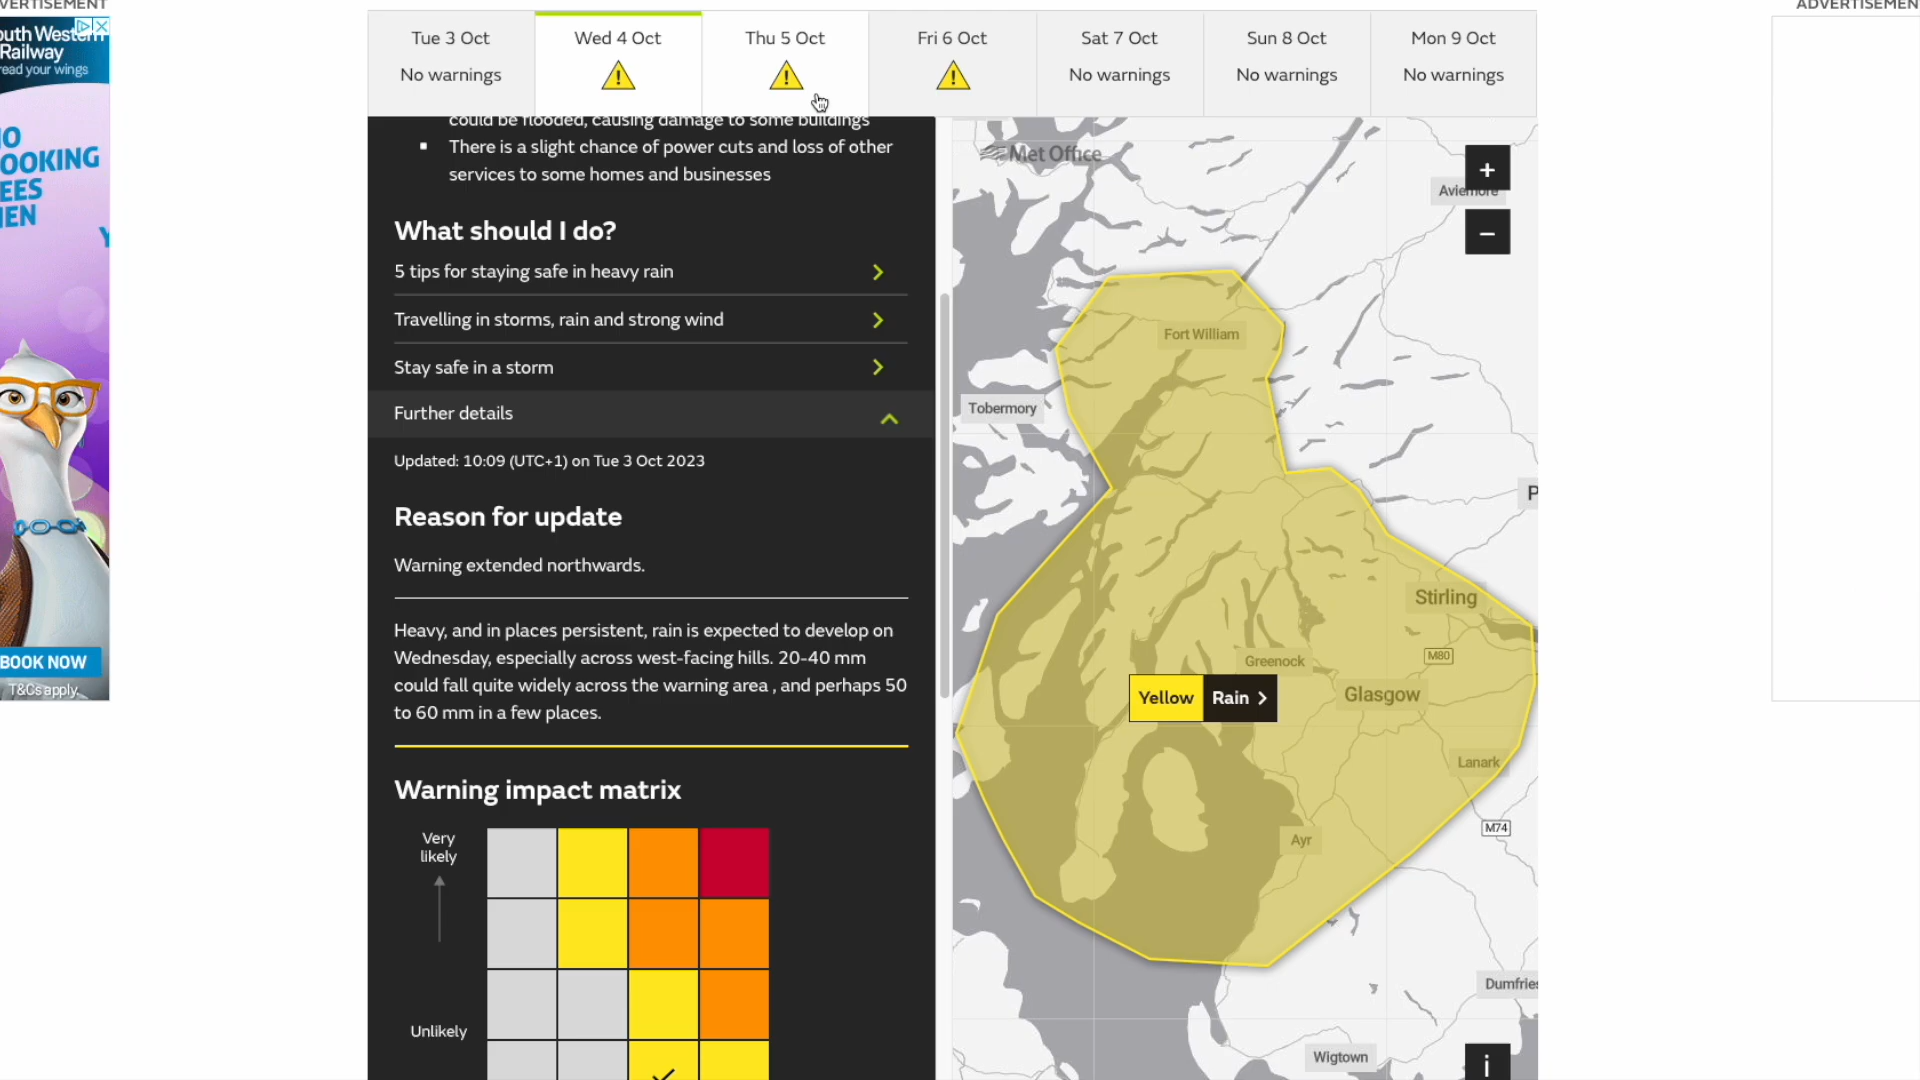 VERTISEMENT
ADVERTISEMEN
outh Western
Railway
read your wings
OOKING
EES
BOOK NOW
T&Cs apply.
Tue 3 Oct
No warnings
Wed 4 Oct
Thu 5 Oct
Fri 6 Oct
Sat 7 Oct
No warnings
Sun 8 Oct
No warnings
Mon 9 Oct
No warnings
could be flooded, causing damage to some buildings
There is a slight chance of power cuts and loss of other
services to some homes and businesses
What should I do?
5 tips for staying safe in heavy rain
Travelling in storms, rain and strong wind
Stay safe in a storm
Further details
Updated: 10:09 (UTC+1) on Tue 3 Oct 2023
Reason for update
Warning extended northwards.
Heavy, and in places persistent, rain is expected to develop on
Wednesday, especially across west-facing hills. 20-40 mm
could fall quite widely across the warning area , and perhaps 50
to 60 mm in a few places.
Warning impact matrix
Very
likely
Unlikely
Met Office
+
Aviemore
−
Fort William
Tobermory
P
Stirling
M80
Greenock
Glasgow
Yellow Rain >
Lanark
M74
Ayr
Dumfries
Wigtown
i